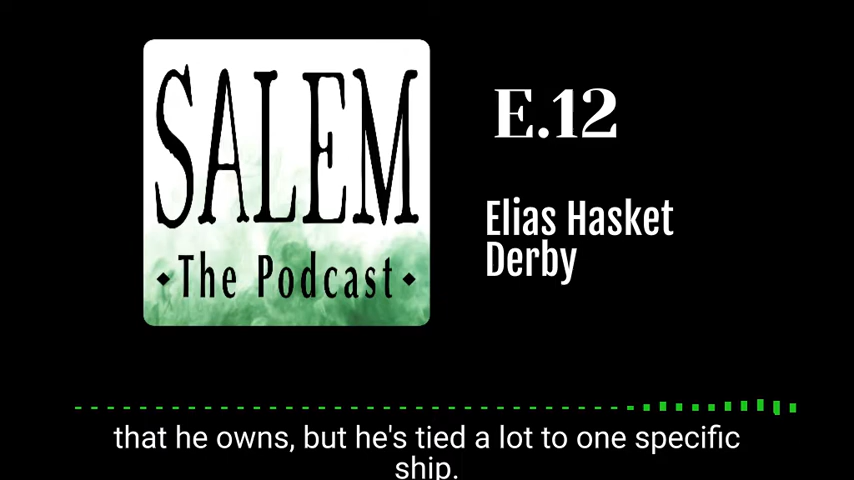 SALEM
The Podcast
E.12
Elias Hasket
Derby
that he owns, but he's tied a lot to one specific
ship.